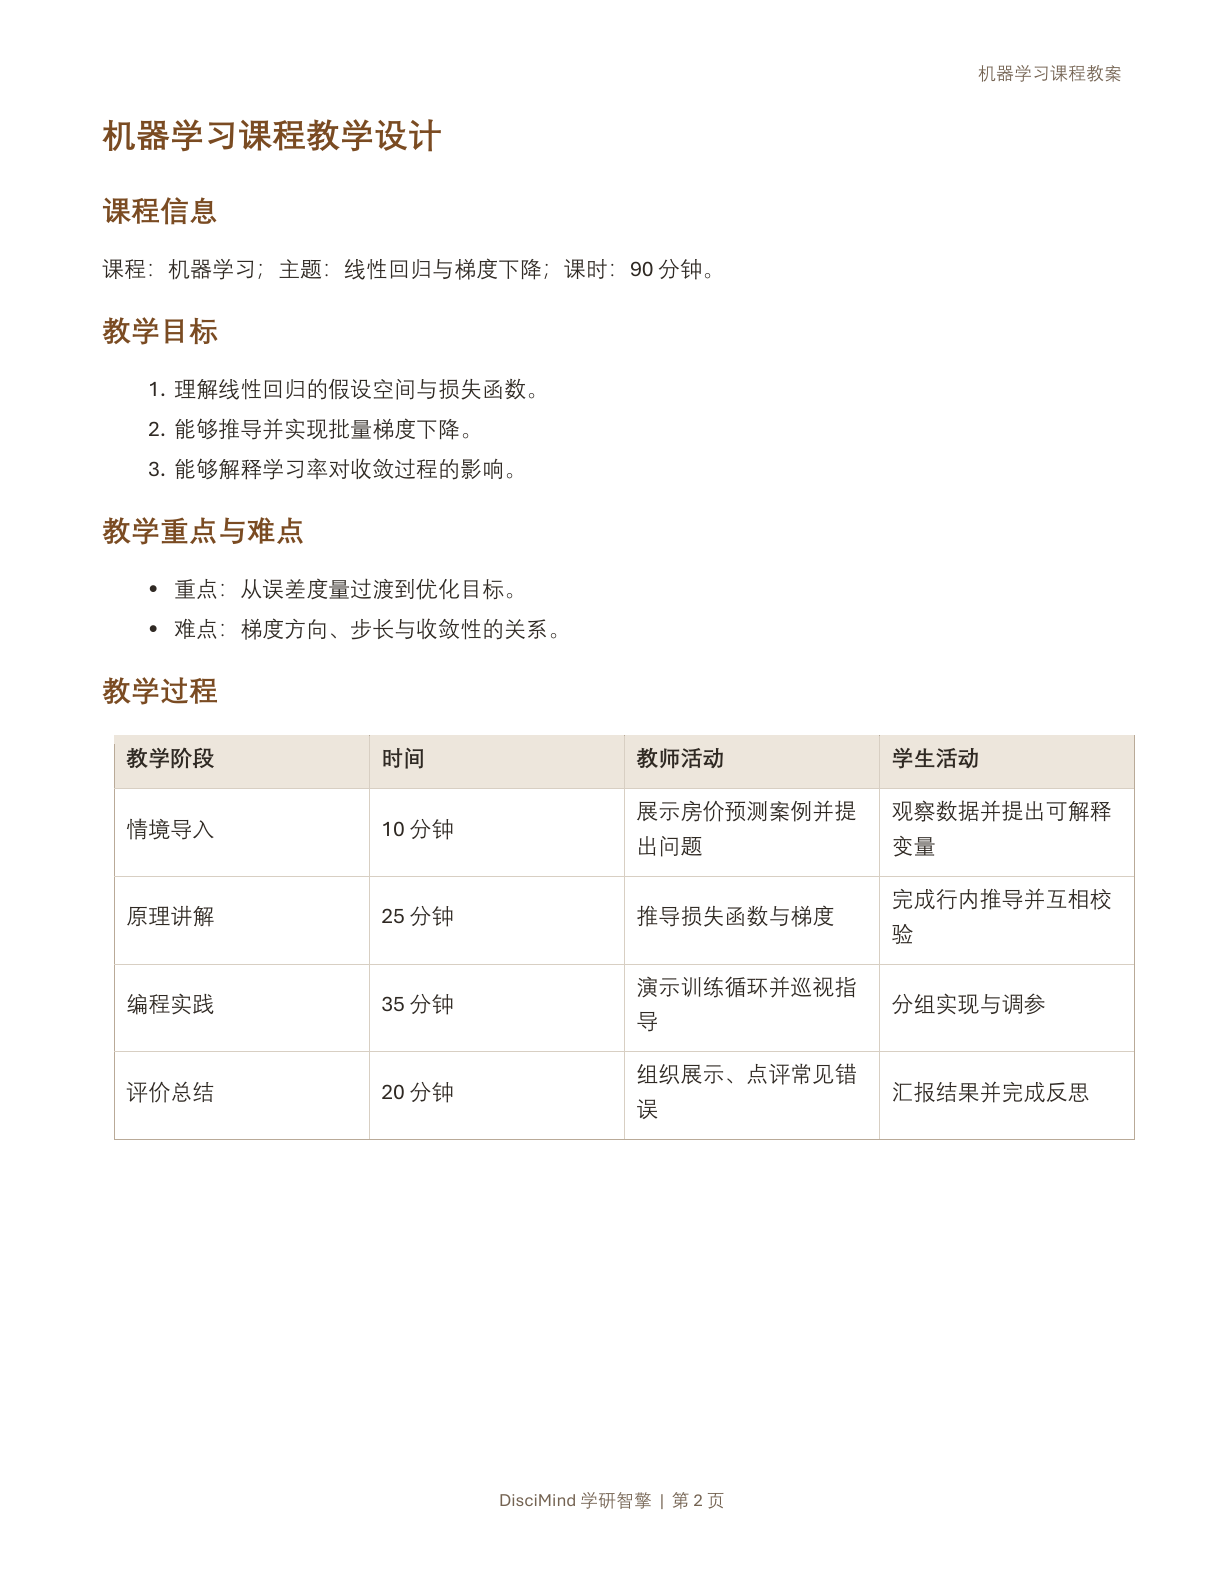 机器学习课程教案
机器学习课程教学设计
课程信息
课程：机器学习；主题：线性回归与梯度下降；课时：90 分钟。
教学目标
1. 理解线性回归的假设空间与损失函数。
2. 能够推导并实现批量梯度下降。
3. 能够解释学习率对收敛过程的影响。
教学重点与难点
• 重点：从误差度量过渡到优化目标。
• 难点：梯度方向、步长与收敛性的关系。
教学过程
教学阶段 时间 教师活动 学生活动
情境导入 10 分钟 展示房价预测案例并提 观察数据并提出可解释
出问题 变量
原理讲解 25 分钟 推导损失函数与梯度 完成行内推导并互相校
验
编程实践 35 分钟 演示训练循环并巡视指 分组实现与调参
导
评价总结 20 分钟 组织展示、点评常见错 汇报结果并完成反思
误
DisciMind 学研智擎 | 第 2 页